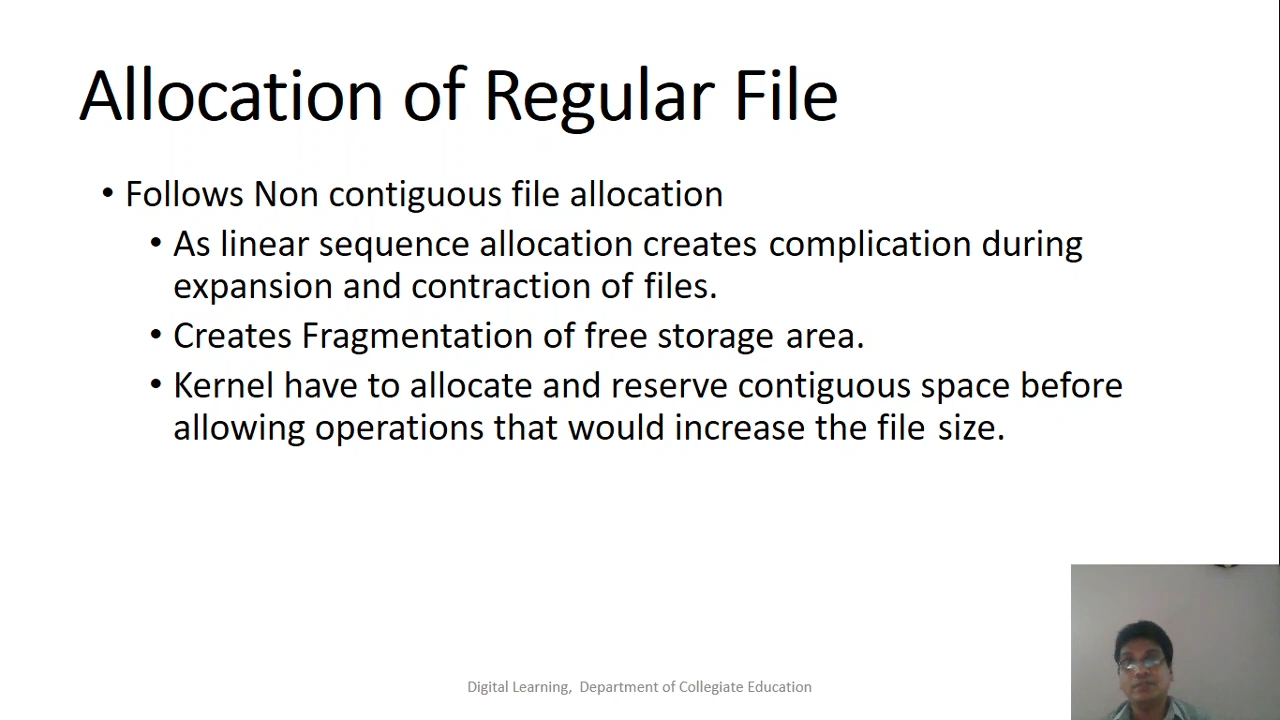 Allocation of Regular File
• Follows Non contiguous file allocation
• As linear sequence allocation creates complication during
expansion and contraction of files.
• Creates Fragmentation of free storage area.
• Kernel have to allocate and reserve contiguous space before
allowing operations that would increase the file size.
Digital Learning, Department of Collegiate Education